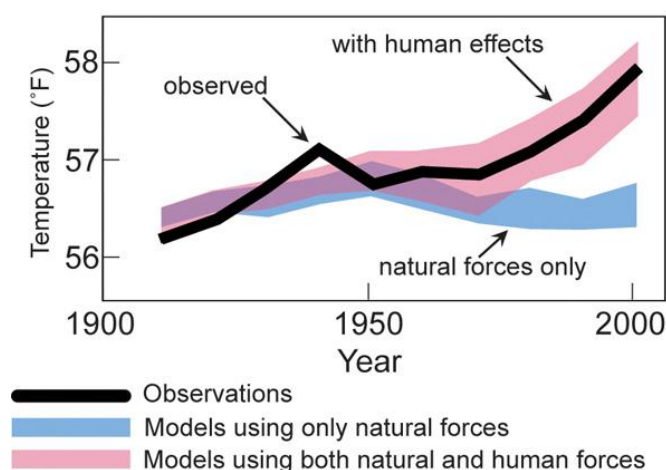 58
57
56
Temperature (˚F)
with human effects
observed
natural forces only
1900
1950
2000
Year
Observations
Models using only natural forces
Models using both natural and human forces